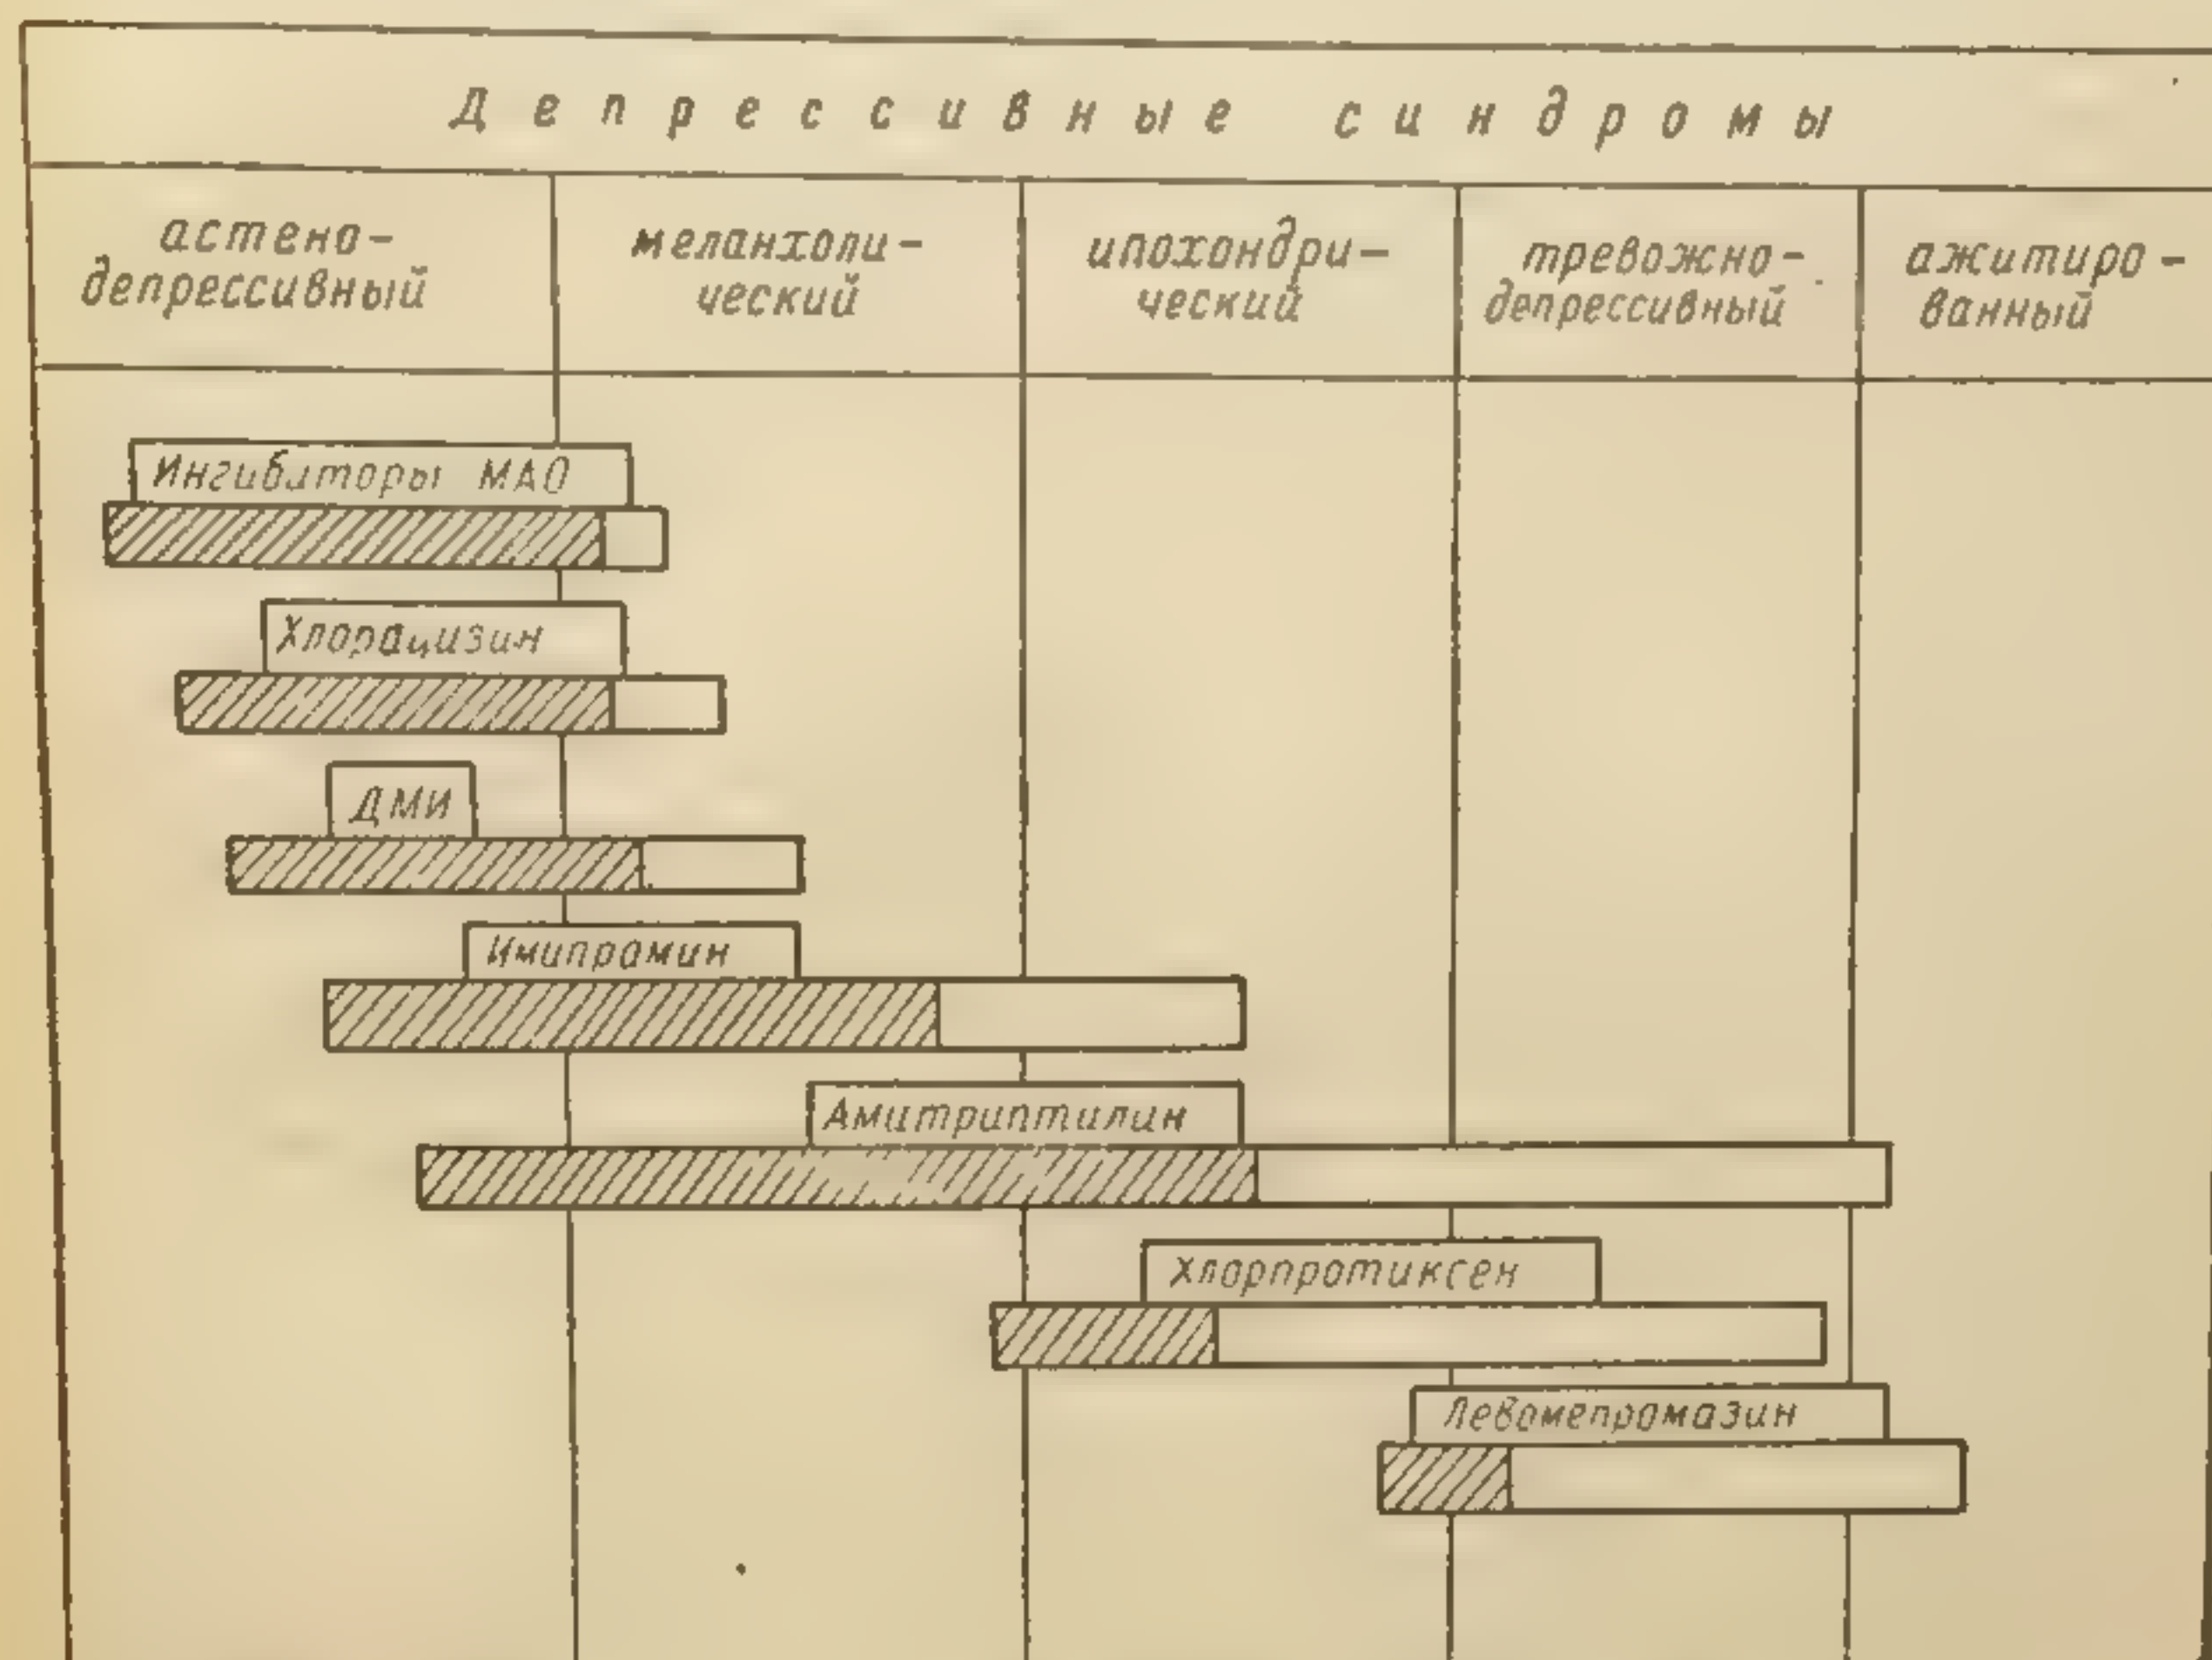 Депрессивные синдромы
астено-
депрессивный
меланхоли-
ческий
ипохондри-
ческий
тревожно-
депрессивный
ажитиро-
ванный
Ингибиторы МАО
Хлорацизин
ДМИ
Имипрамин
Амитриптилин
Хлорпротиксен
Левомепромазин